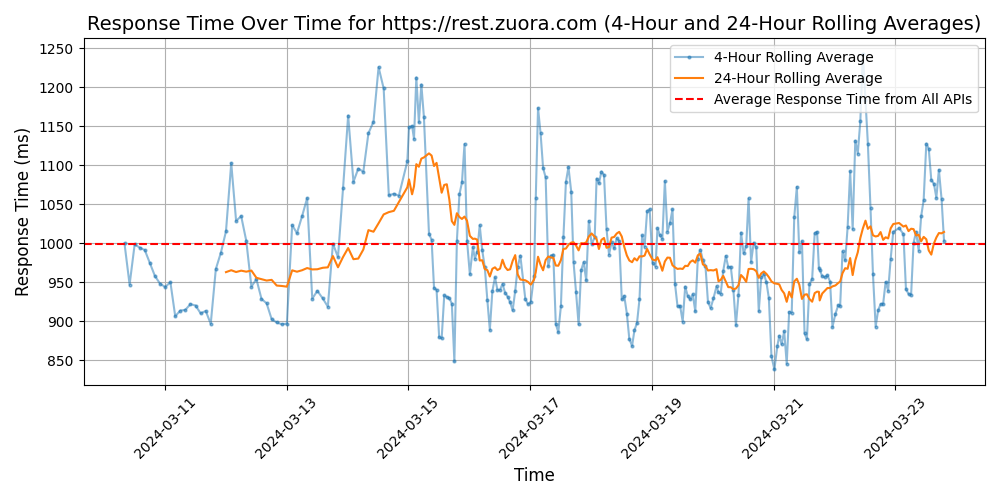 Response Time Over Time for https://rest.zuora.com (4-Hour and 24-Hour Rolling Averages)
4-Hour Rolling Average
24-Hour Rolling Average
Average Response Time from All APIs
Response Time (ms)
1250
1200
1150
1100
1050
1000
950
900
850
2024-03-11
2024-03-13
2024-03-15
2024-03-17
2024-03-19
2024-03-21
2024-03-23
Time